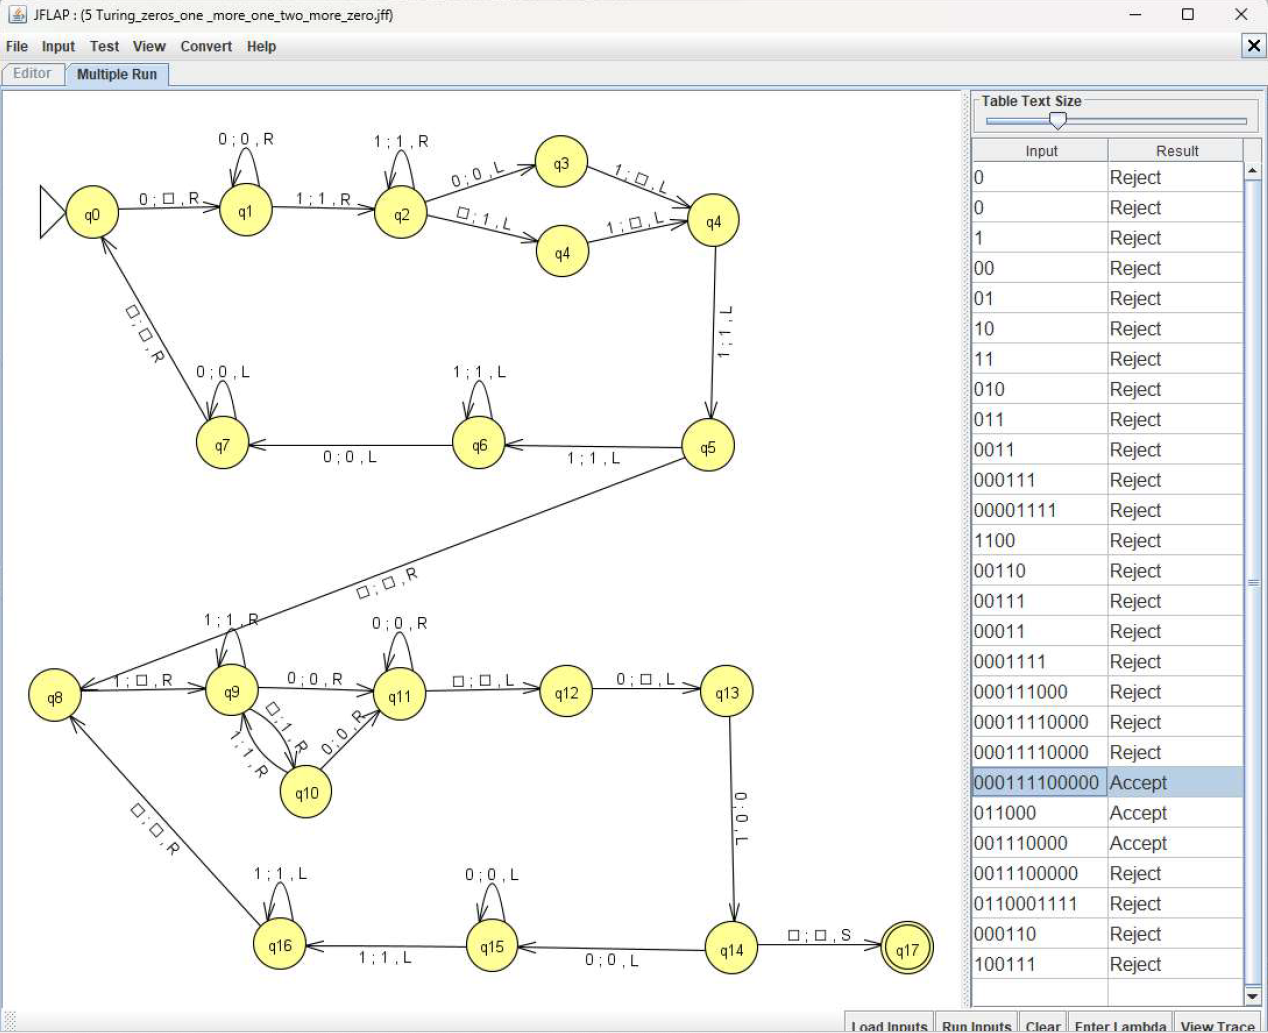 JFLAP : (5 Turing_zeros_one _more_one_two_more_zero.jff)
File Input Test View Convert Help
Editor Multiple Run
Table Text Size
Input Result
0 Reject
0 Reject
1 Reject
00 Reject
01 Reject
10 Reject
11 Reject
010 Reject
011 Reject
0011 Reject
000111 Reject
00001111 Reject
1100 Reject
00110 Reject
00111 Reject
00011 Reject
0001111 Reject
000111000 Reject
00011110000 Reject
00011110000 Reject
000111100000 Accept
011000 Accept
001110000 Accept
0011100000 Reject
0110001111 Reject
000110 Reject
100111 Reject
0 ; 0 , R
1 ; 1 , R
q0
0 ; □ , R
q1
1 ; 1 , R
q2
0 ; 0 , L
q3
1 ; □ , L
□ ; 1 , L
q4
1 ; □ , L
q4
□ ; □ , R
1 ; 1 , L
0 ; 0 , L
1 ; 1 , L
q7
0 ; 0 , L
q6
1 ; 1 , L
q5
□ ; □ , R
1 ; 1 , R
0 ; 0 , R
q8
1 ; □ , R
q9
0 ; 0 , R
q11
□ ; □ , L
q12
0 ; □ , L
q13
□ ; 1 , R
1 ; 1 , R
0 ; 0 , R
q10
□ ; □ , R
0 ; 0 , L
1 ; 1 , L
0 ; 0 , L
q16
1 ; 1 , L
q15
0 ; 0 , L
q14
□ ; □ , S
q17
Load Inputs Run Inputs Clear Enter Lambda View Trace